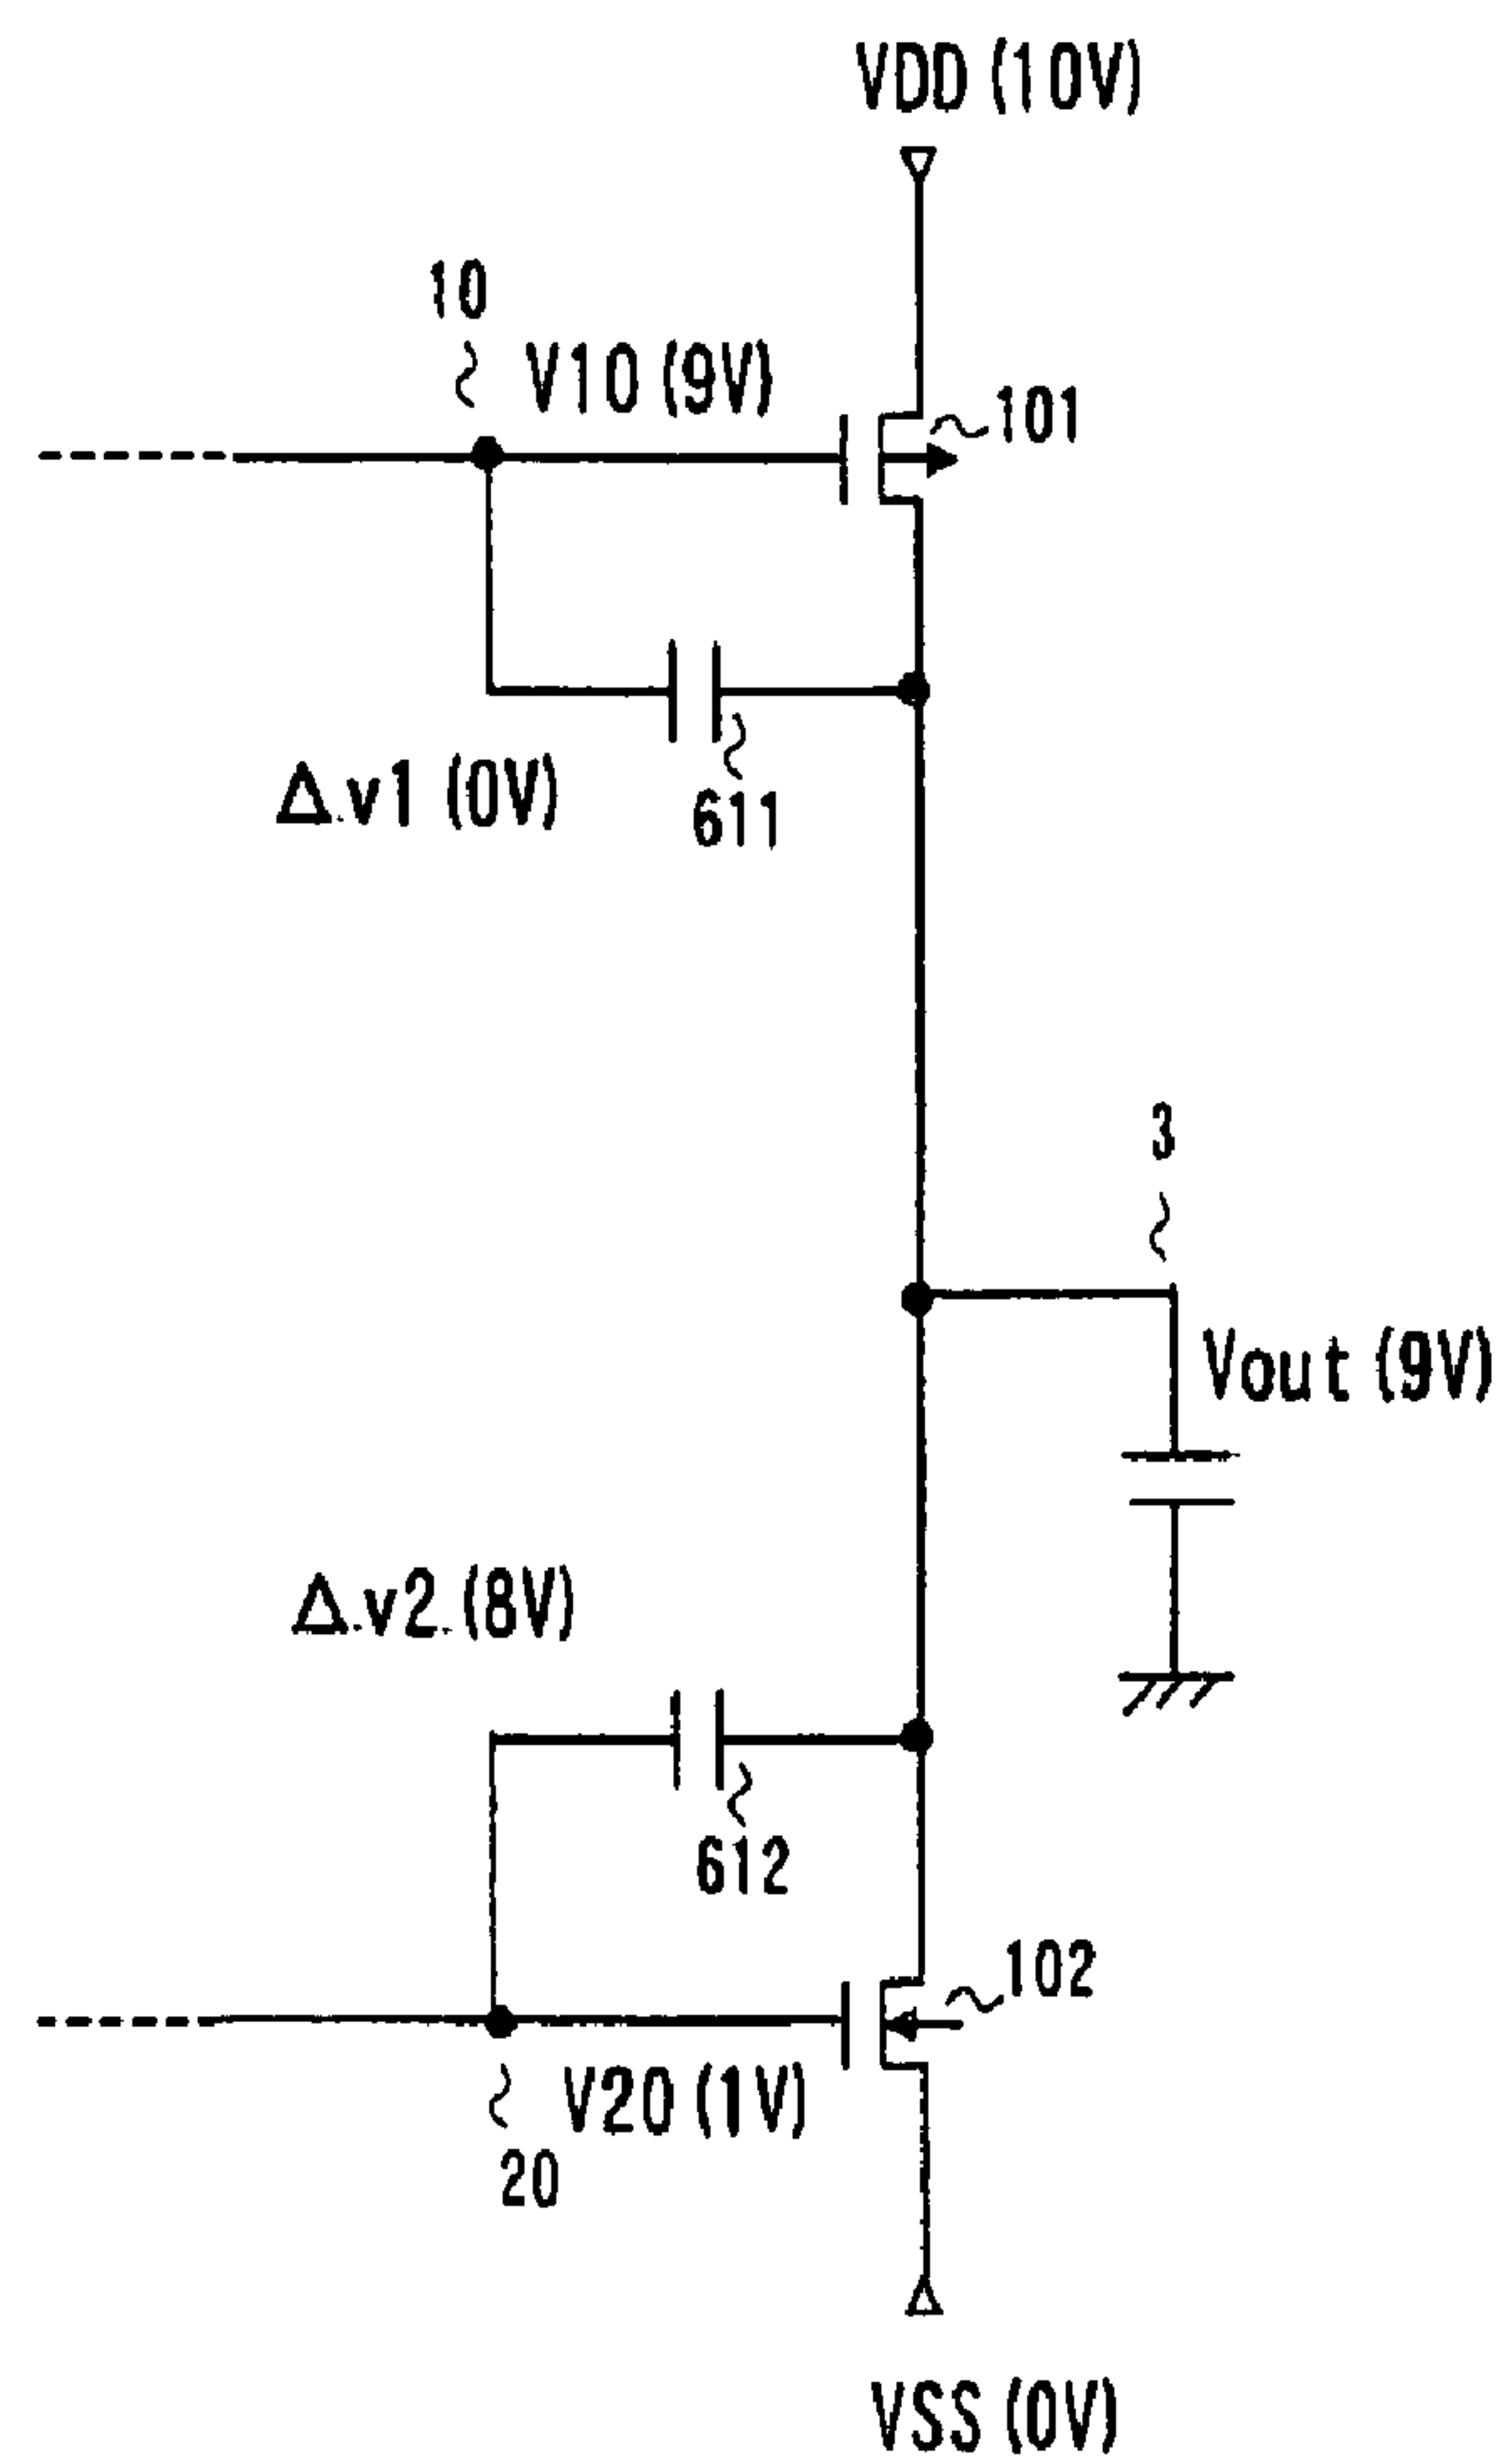 VDD (10V)
10
V10 (9V)
101
Δv1 (0V)
611
3
Vout (9V)
Δv2 (8V)
612
102
V20 (1V)
20
VSS (0V)